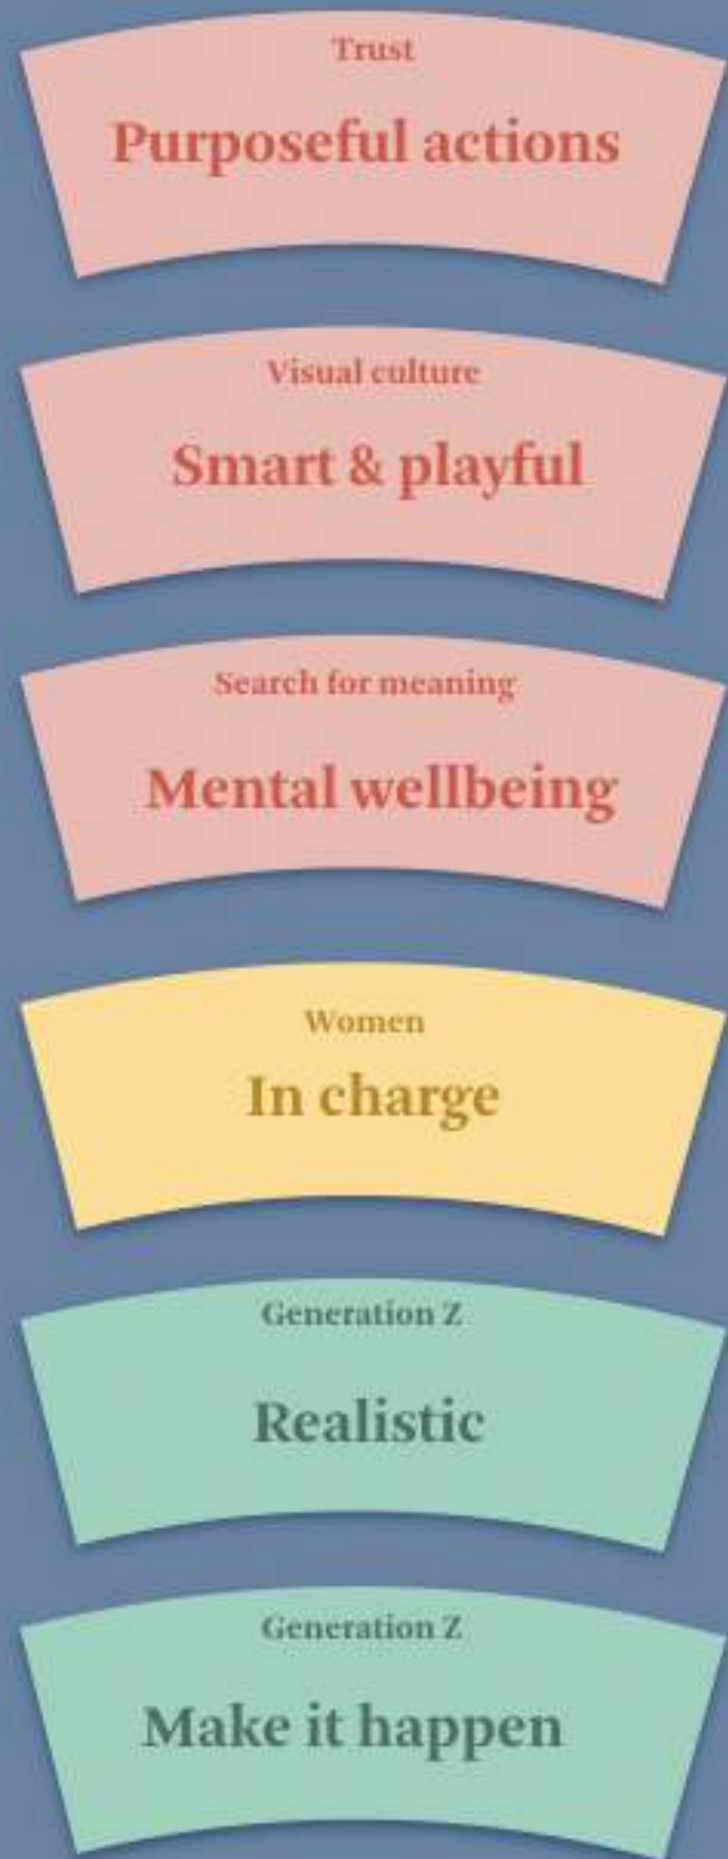 Trust
Purposeful actions
Visual culture
Smart & playful
Search for meaning
Mental wellbeing
Women
In charge
Generation Z
Realistic
Generation Z
Make it happen